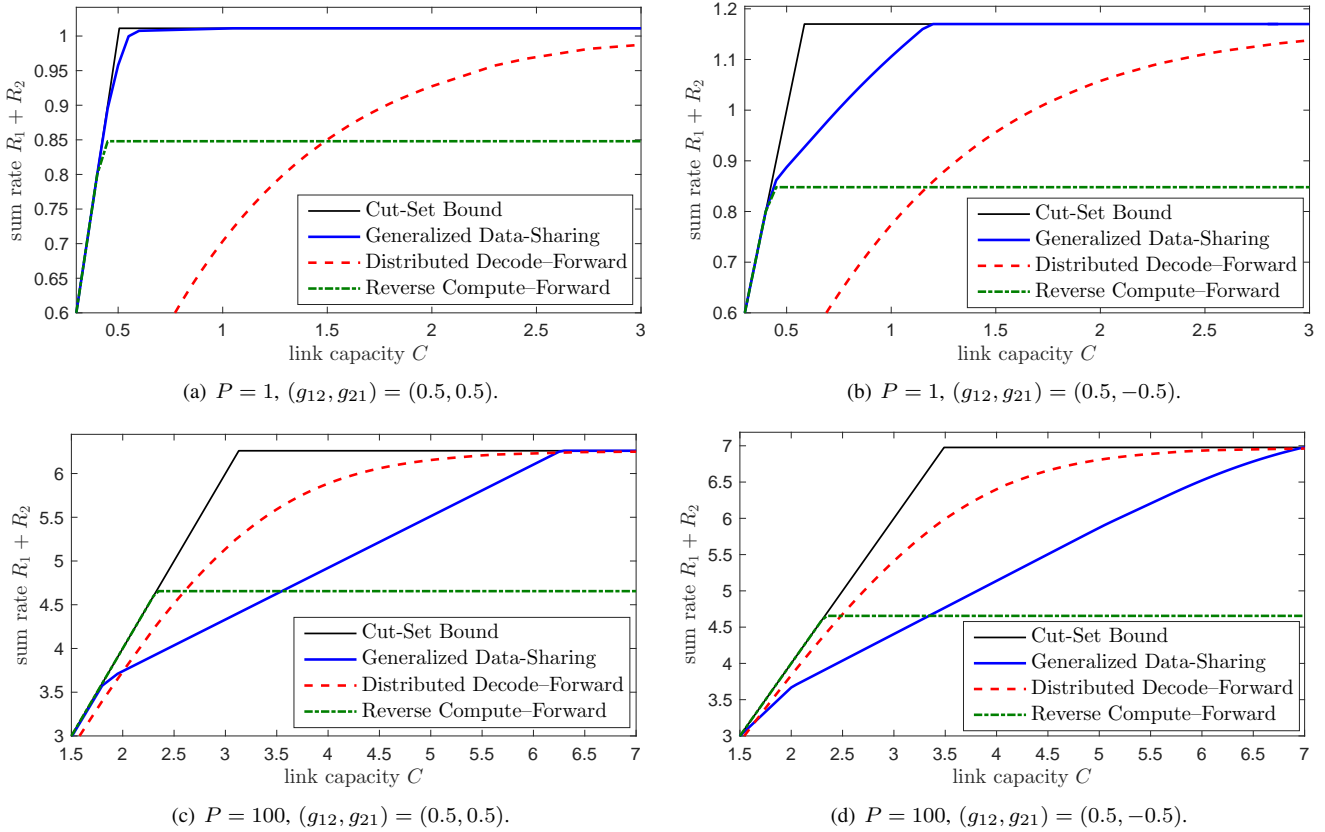 sum rate R₁ + R₂
1
0.95
0.9
0.85
0.8
0.75
0.7
0.65
0.6
Cut-Set Bound
Generalized Data-Sharing
Distributed Decode–Forward
Reverse Compute–Forward
0.5 1 1.5 2 2.5 3
link capacity C
(a) P = 1, (g₁₂, g₂₁) = (0.5, 0.5).
sum rate R₁ + R₂
1.2
1.1
1
0.9
0.8
0.7
0.6
Cut-Set Bound
Generalized Data-Sharing
Distributed Decode–Forward
Reverse Compute–Forward
0.5 1 1.5 2 2.5 3
link capacity C
(b) P = 1, (g₁₂, g₂₁) = (0.5, −0.5).
sum rate R₁ + R₂
6
5.5
5
4.5
4
3.5
3
Cut-Set Bound
Generalized Data-Sharing
Distributed Decode–Forward
Reverse Compute–Forward
1.5 2 2.5 3 3.5 4 4.5 5 5.5 6 6.5 7
link capacity C
(c) P = 100, (g₁₂, g₂₁) = (0.5, 0.5).
sum rate R₁ + R₂
7
6.5
6
5.5
5
4.5
4
3.5
3
Cut-Set Bound
Generalized Data-Sharing
Distributed Decode–Forward
Reverse Compute–Forward
1.5 2 2.5 3 3.5 4 4.5 5 5.5 6 6.5 7
link capacity C
(d) P = 100, (g₁₂, g₂₁) = (0.5, −0.5).